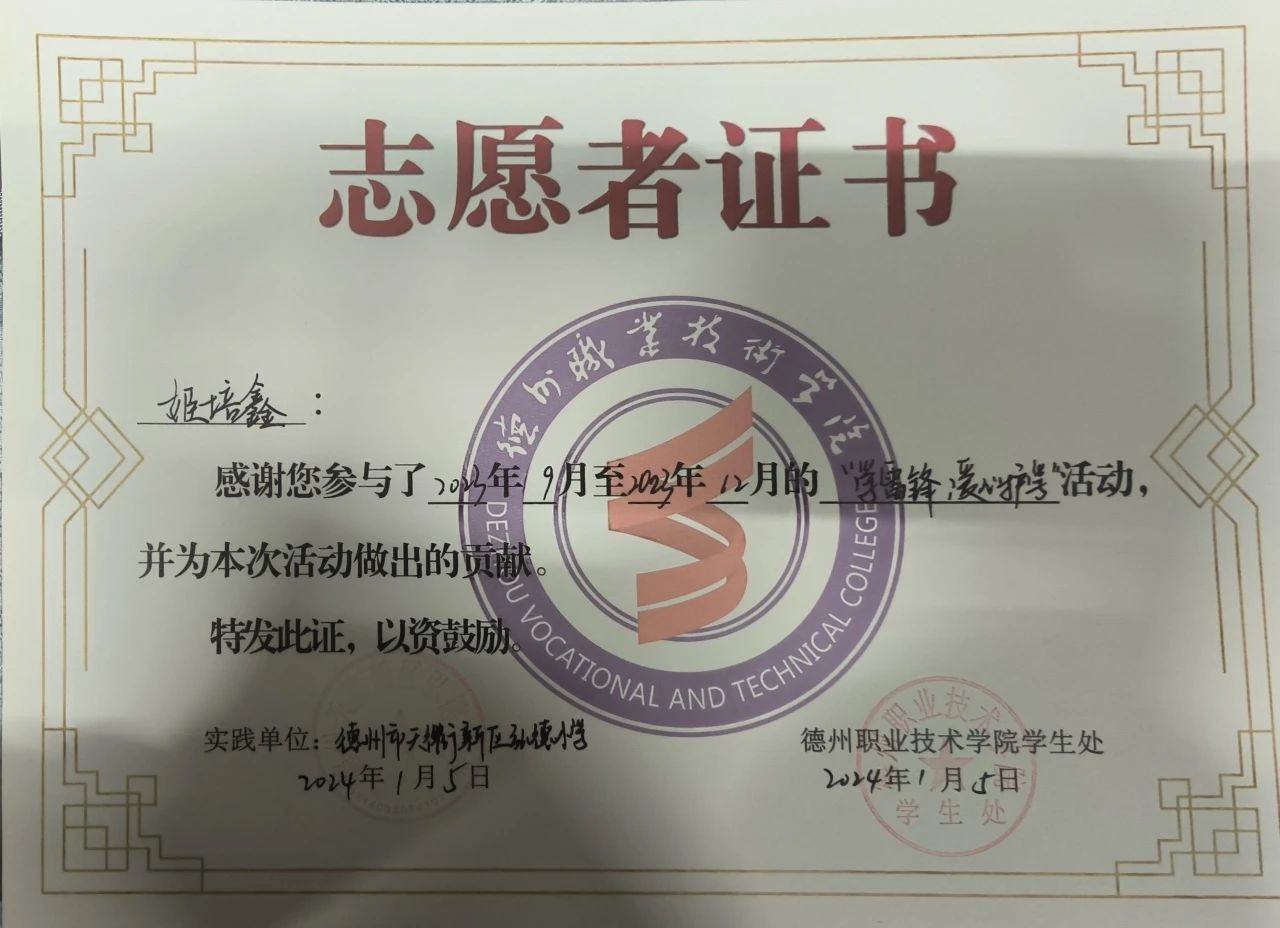 志愿者证书
德州职业技术学院
DEZHOU VOCATIONAL AND TECHNICAL COLLEGE
姬培鑫：
感谢您参与了2023年9月至2023年12月的“学雷锋,爱心护学”活动，
并为本次活动做出的贡献。
特发此证，以资鼓励。
实践单位：德州市天衢新区弘德小学
德州职业技术学院学生处
2024年1月5日
2024年1月5日
学生处